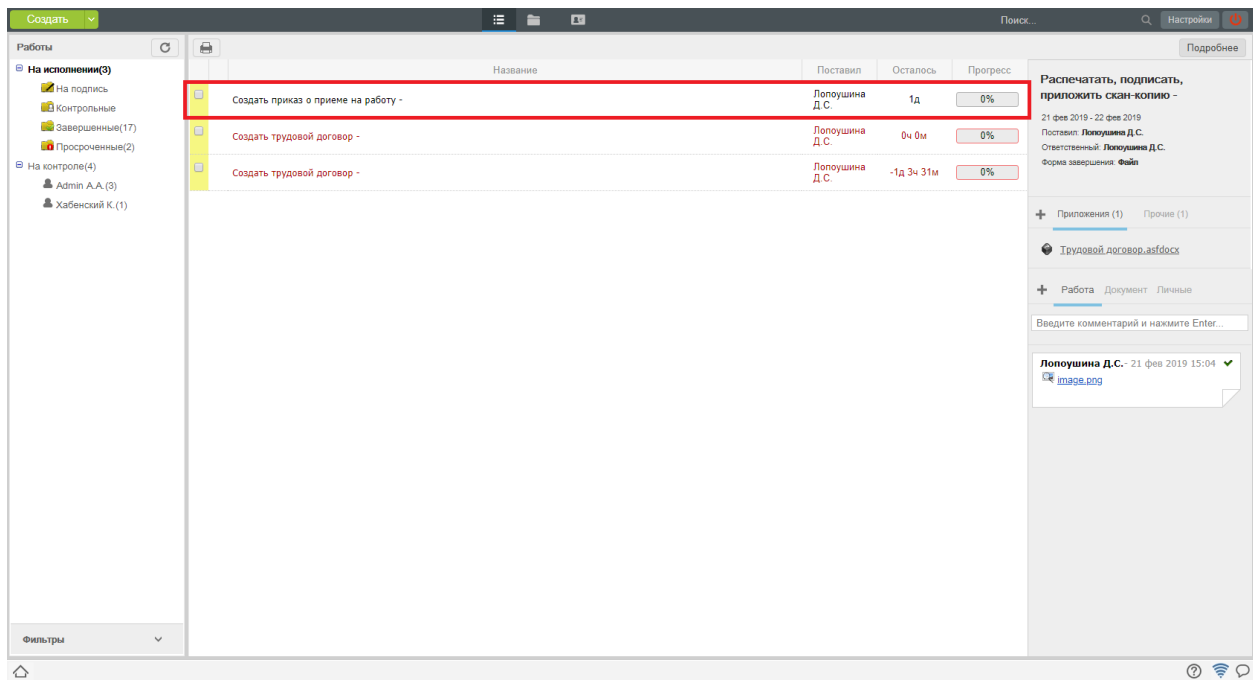 Создать
Поиск...
Настройки
Работы
Подробнее
На исполнении(3)
На подпись
Контрольные
Завершенные(17)
Просроченные(2)
На контроле(4)
Admin A.A.(3)
Хабенский К.(1)
Название Поставил Осталось Прогресс
Создать приказ о приеме на работу - Лопоушина Д.С. 1д 0%
Создать трудовой договор - Лопоушина Д.С. 0ч 0м 0%
Создать трудовой договор - Лопоушина Д.С. -1д 3ч 31м 0%
Распечатать, подписать,
приложить скан-копию -
21 фев 2019 - 22 фев 2019
Поставил: Лопоушина Д.С.
Ответственный: Лопоушина Д.С.
Форма завершения: Файл
Приложения (1) Прочие (1)
Трудовой договор.asfdocx
Работа Документ Личные
Введите комментарий и нажмите Enter...
Лопоушина Д.С.- 21 фев 2019 15:04
image.png
Фильтры